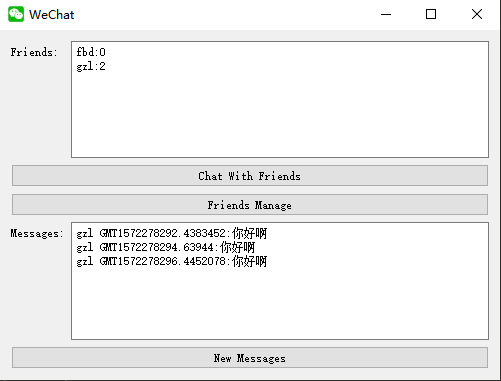 WeChat
Friends:
fbd:0
gzl:2
Chat With Friends
Friends Manage
Messages:
gzl GMT1572278292.4383452:你好啊
gzl GMT1572278294.63944:你好啊
gzl GMT1572278296.4452078:你好啊
New Messages